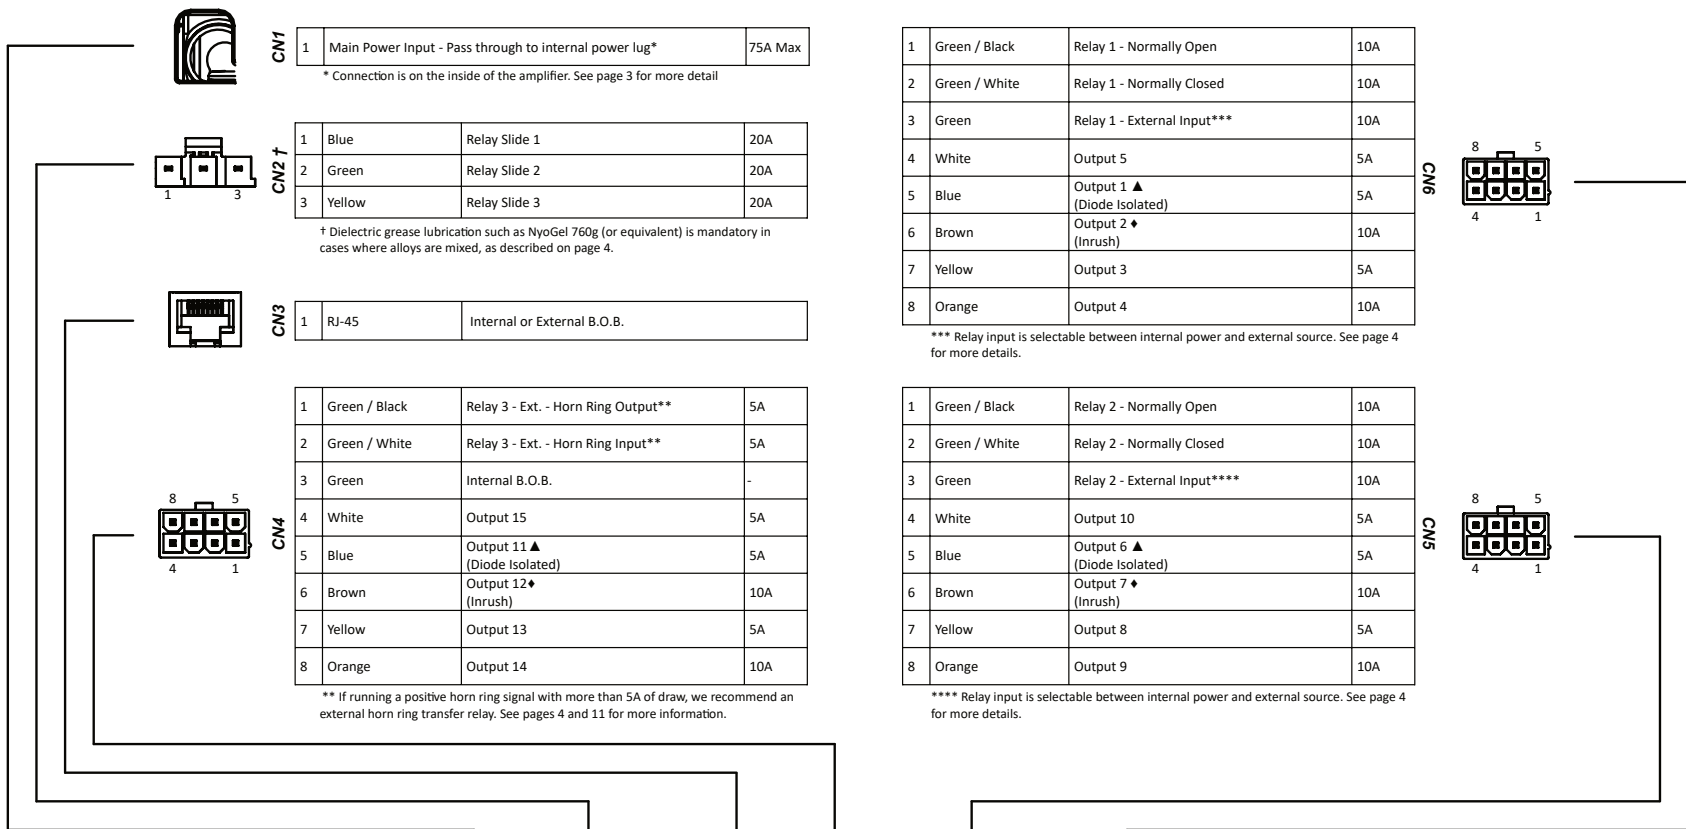 CN1
1 Main Power Input - Pass through to internal power lug* 75A Max
* Connection is on the inside of the amplifier. See page 3 for more detail
1 3
CN2 †
1 Blue Relay Slide 1 20A
2 Green Relay Slide 2 20A
3 Yellow Relay Slide 3 20A
† Dielectric grease lubrication such as NyoGel 760g (or equivalent) is mandatory in
cases where alloys are mixed, as described on page 4.
CN3
1 RJ-45 Internal or External B.O.B.
8 5
4 1
CN4
1 Green / Black Relay 3 - Ext. - Horn Ring Output** 5A
2 Green / White Relay 3 - Ext. - Horn Ring Input** 5A
3 Green Internal B.O.B. -
4 White Output 15 5A
5 Blue Output 11 ▲ 5A
(Diode Isolated)
6 Brown Output 12♦ 10A
(Inrush)
7 Yellow Output 13 5A
8 Orange Output 14 10A
** If running a positive horn ring signal with more than 5A of draw, we recommend an
external horn ring transfer relay. See pages 4 and 11 for more information.
1 Green / Black Relay 1 - Normally Open 10A
2 Green / White Relay 1 - Normally Closed 10A
3 Green Relay 1 - External Input*** 10A
4 White Output 5 5A
5 Blue Output 1 ▲ 5A
(Diode Isolated)
6 Brown Output 2 ♦ 10A
(Inrush)
7 Yellow Output 3 5A
8 Orange Output 4 10A
CN6
8 5
4 1
*** Relay input is selectable between internal power and external source. See page 4
for more details.
1 Green / Black Relay 2 - Normally Open 10A
2 Green / White Relay 2 - Normally Closed 10A
3 Green Relay 2 - External Input**** 10A
4 White Output 10 5A
5 Blue Output 6 ▲ 5A
(Diode Isolated)
6 Brown Output 7 ♦ 10A
(Inrush)
7 Yellow Output 8 5A
8 Orange Output 9 10A
CN5
8 5
4 1
**** Relay input is selectable between internal power and external source. See page 4
for more details.